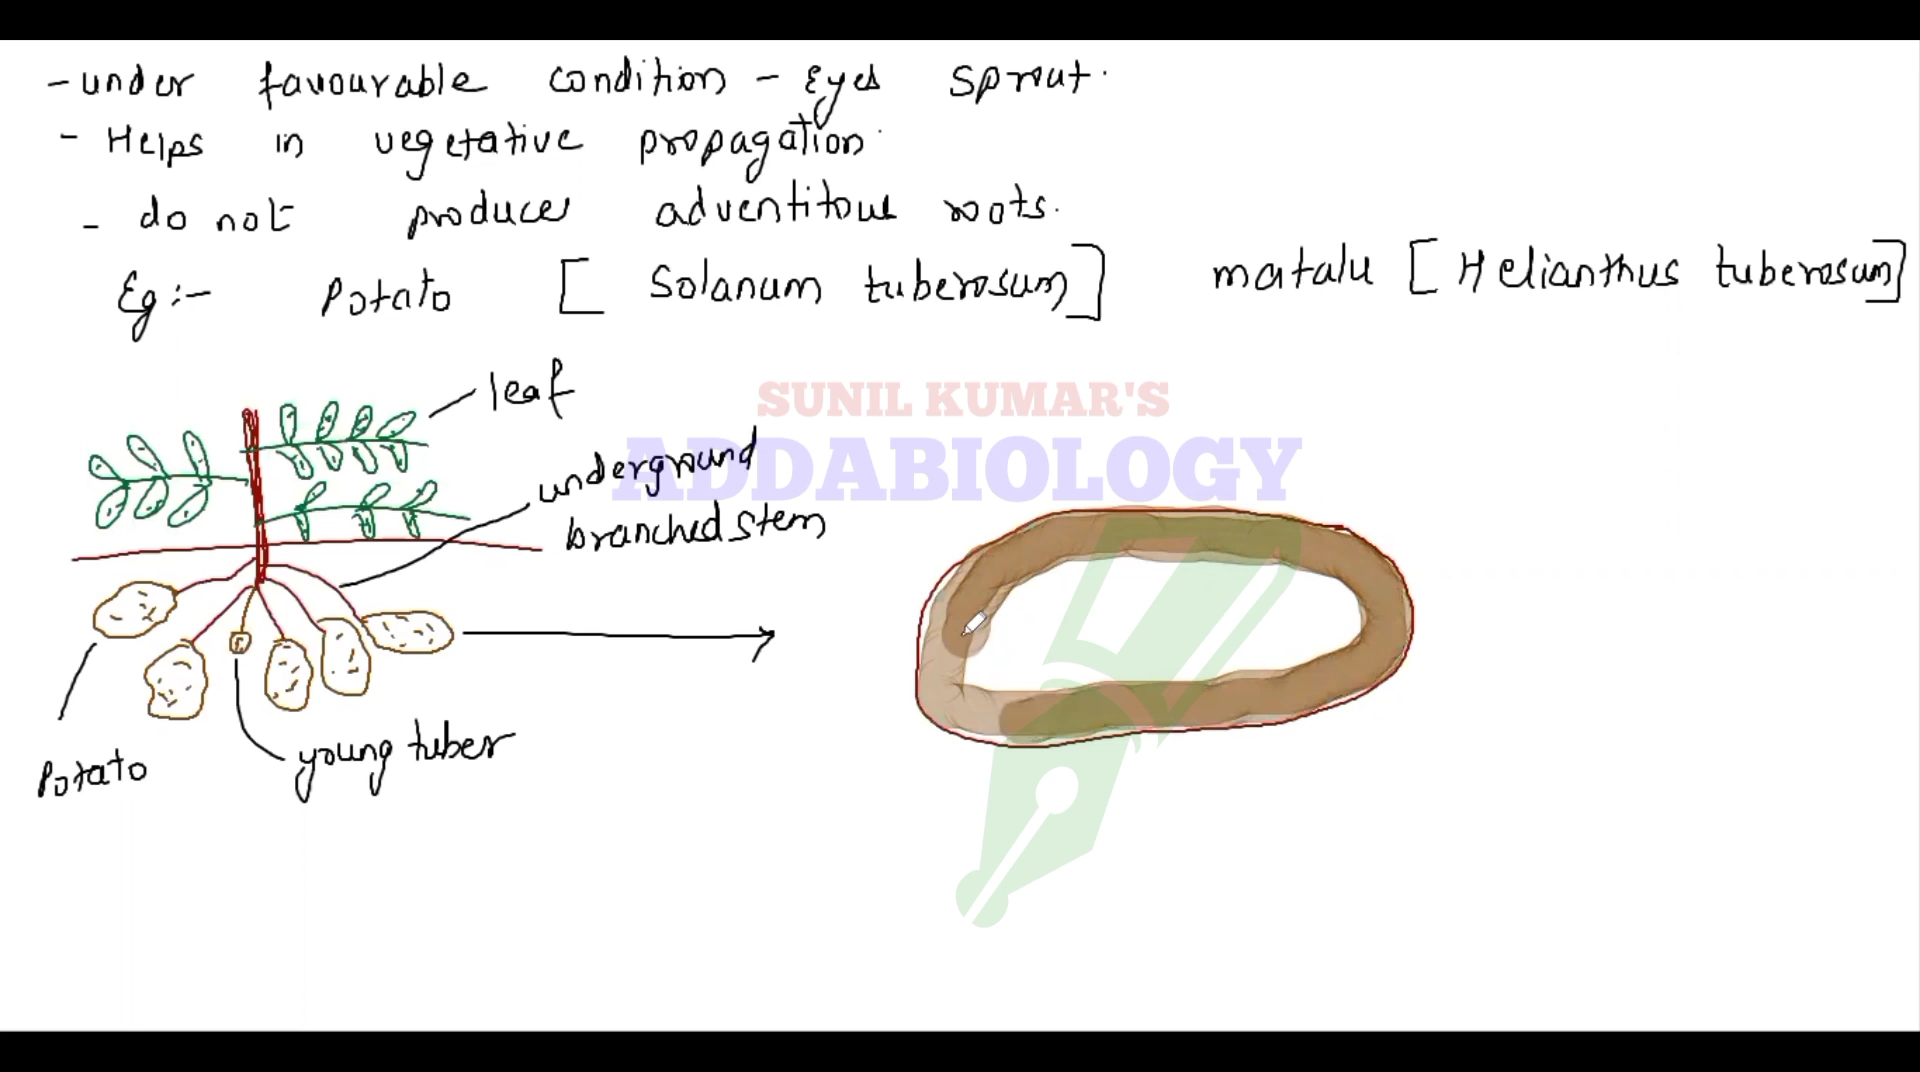 - under favourable condition - Eyes sprout.
- Helps in vegetative propagation.
- do not produce adventitous roots.
Eg:- Potato [Solanum tuberosum] matalu [Helianthus tuberosum]
leaf
SUNIL KUMAR'S
ADDABIOLOGY
underground
branched stem
young tuber
Potato